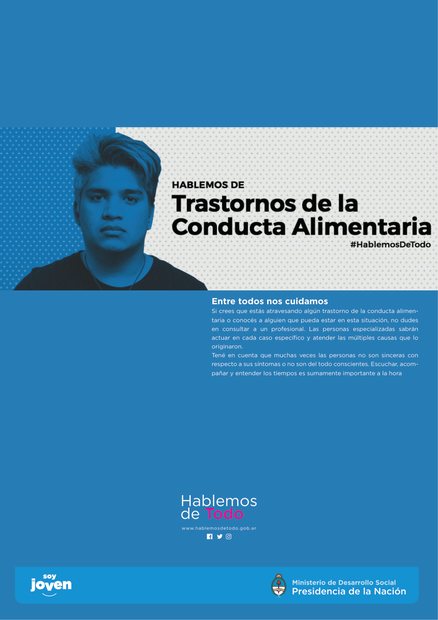 HABLEMOS DE
Trastornos de la
Conducta Alimentaria
#HablemosDeTodo
Entre todos nos cuidamos
Si crees que estás atravesando algún trastorno de la conducta alimen-
taria o conocés a alguien que pueda estar en esta situación, no dudes
en consultar a un profesional. Las personas especializadas sabrán
actuar en cada caso específico y atender las múltiples causas que lo
originaron.
Tené en cuenta que muchas veces las personas no son sinceras con
respecto a sus síntomas o no son del todo conscientes. Escuchar, acom-
pañar y entender los tiempos es sumamente importante a la hora
Hablemos
de Todo
www.hablemosdetodo.gob.ar
soy
joven
Ministerio de Desarrollo Social
Presidencia de la Nación